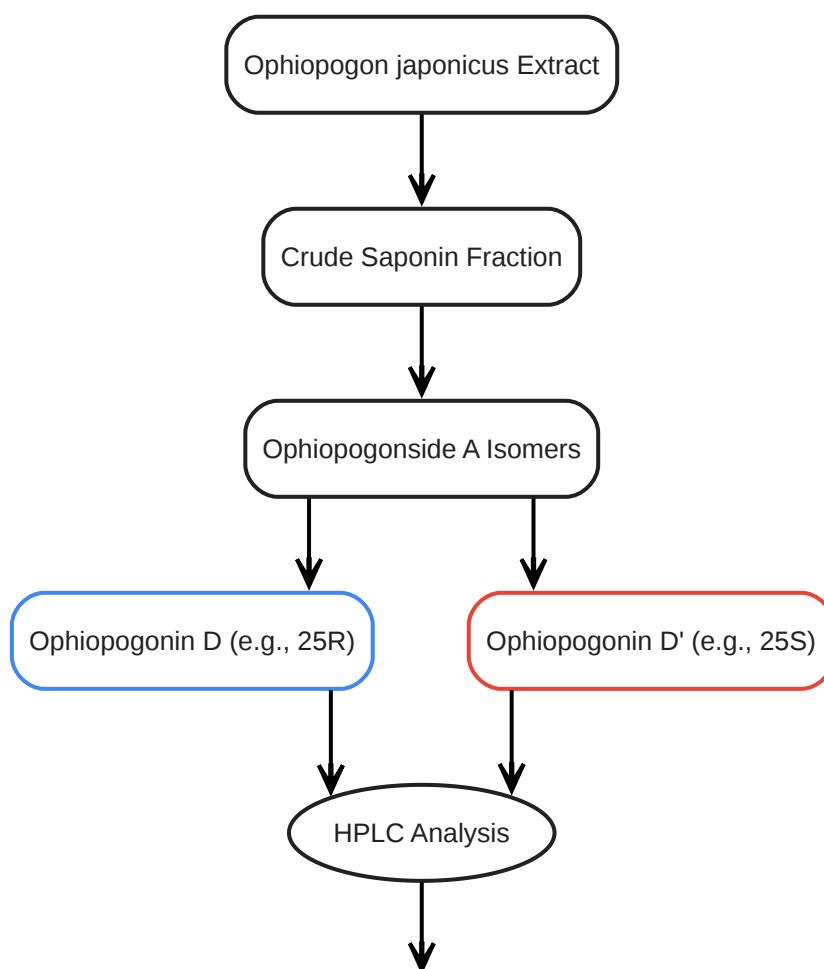 Ophiopogon japonicus Extract
Crude Saponin Fraction
Ophiopogonside A Isomers
Ophiopogonin D (e.g., 25R)
Ophiopogonin D' (e.g., 25S)
HPLC Analysis